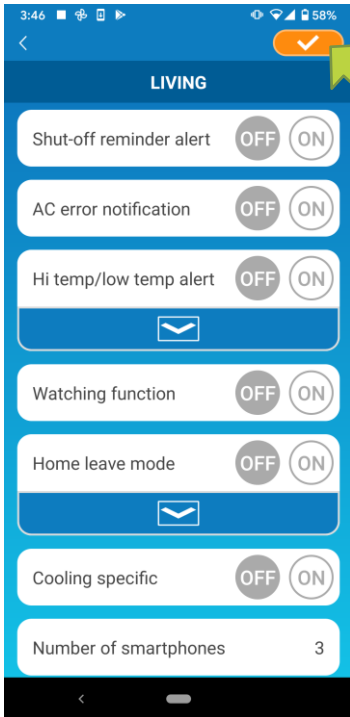 3:46
58%
LIVING
Shut-off reminder alert OFF ON
AC error notification OFF ON
Hi temp/low temp alert OFF ON
Watching function OFF ON
Home leave mode OFF ON
Cooling specific OFF ON
Number of smartphones 3